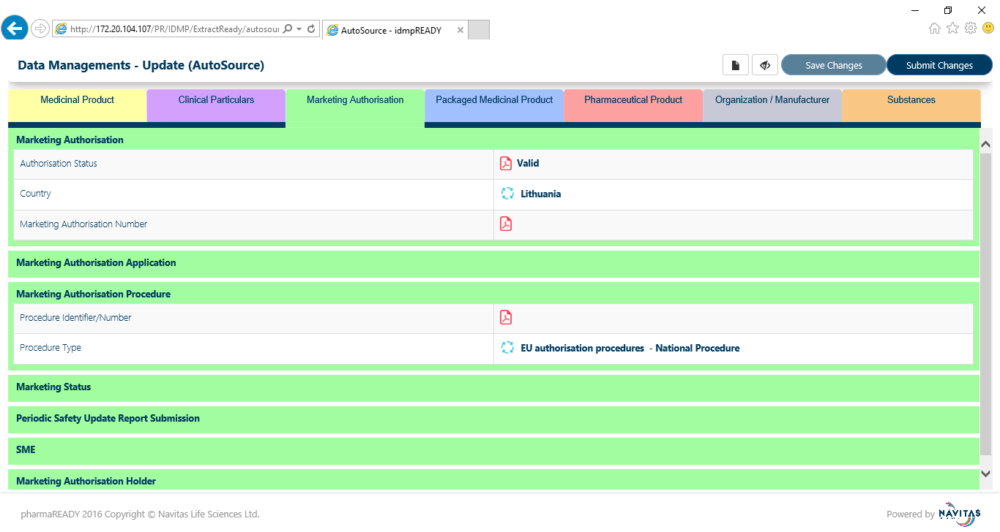 http://172.20.104.107/PR/IDMP/ExtractReady/autosour
AutoSource - idmpREADY
Data Managements - Update (AutoSource)
Save Changes
Submit Changes
Medicinal Product
Clinical Particulars
Marketing Authorisation
Packaged Medicinal Product
Pharmaceutical Product
Organization / Manufacturer
Substances
Marketing Authorisation
Authorisation Status
Valid
Country
Lithuania
Marketing Authorisation Number
Marketing Authorisation Application
Marketing Authorisation Procedure
Procedure Identifier/Number
Procedure Type
EU authorisation procedures - National Procedure
Marketing Status
Periodic Safety Update Report Submission
SME
Marketing Authorisation Holder
pharmaREADY 2016 Copyright © Navitas Life Sciences Ltd.
Powered by
NAVITAS